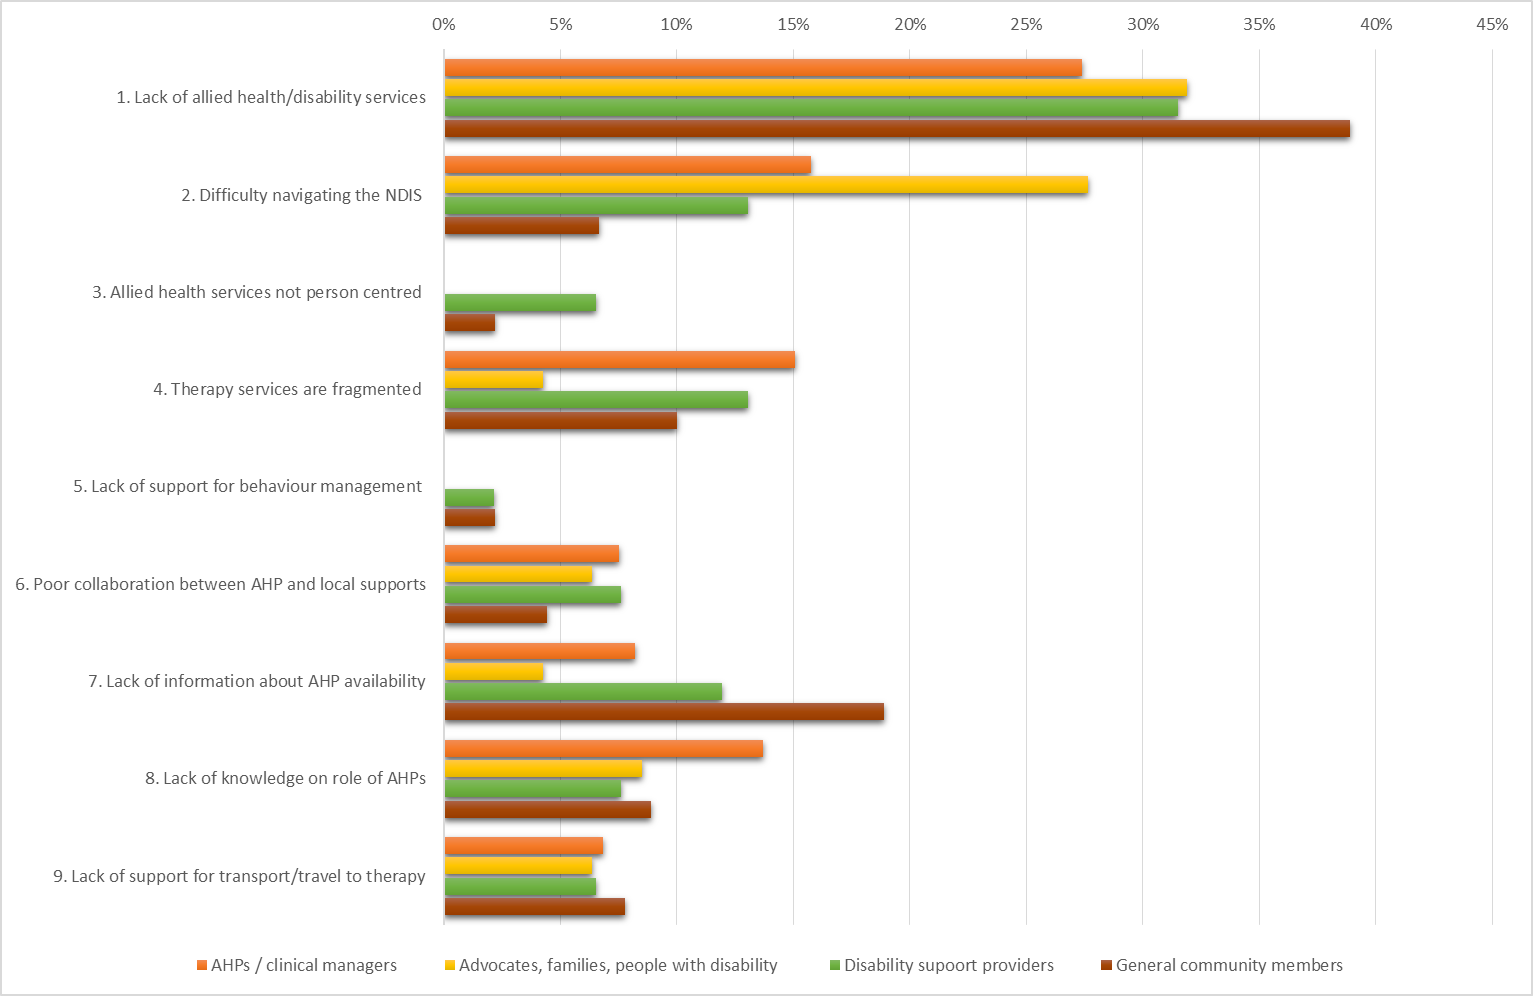 0% 5% 10% 15% 20% 25% 30% 35% 40% 45%
1. Lack of allied health/disability services
2. Difficulty navigating the NDIS
3. Allied health services not person centred
4. Therapy services are fragmented
5. Lack of support for behaviour management
6. Poor collaboration between AHP and local supports
7. Lack of information about AHP availability
8. Lack of knowledge on role of AHPs
9. Lack of support for transport/travel to therapy
AHPs / clinical managers Advocates, families, people with disability Disability supoort providers General community members